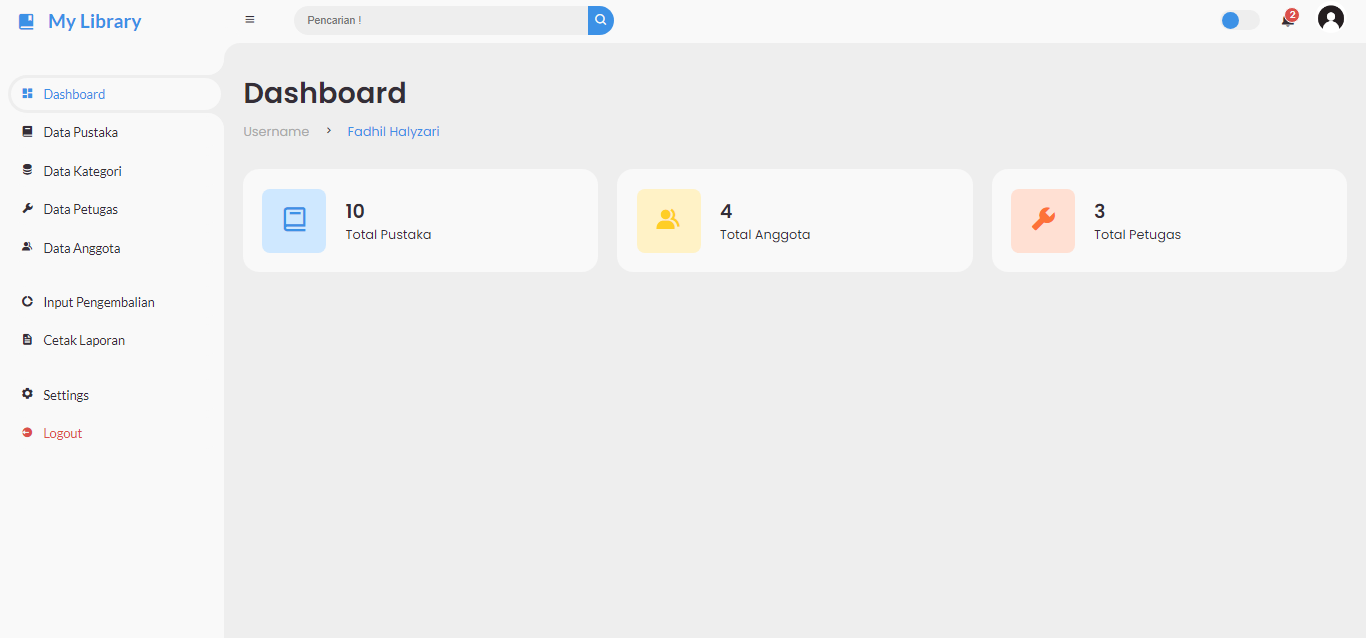 My Library
Pencarian !
2
Dashboard
Data Pustaka
Data Kategori
Data Petugas
Data Anggota
Input Pengembalian
Cetak Laporan
Settings
Logout
Dashboard
Username > Fadhil Halyzari
10
Total Pustaka
4
Total Anggota
3
Total Petugas